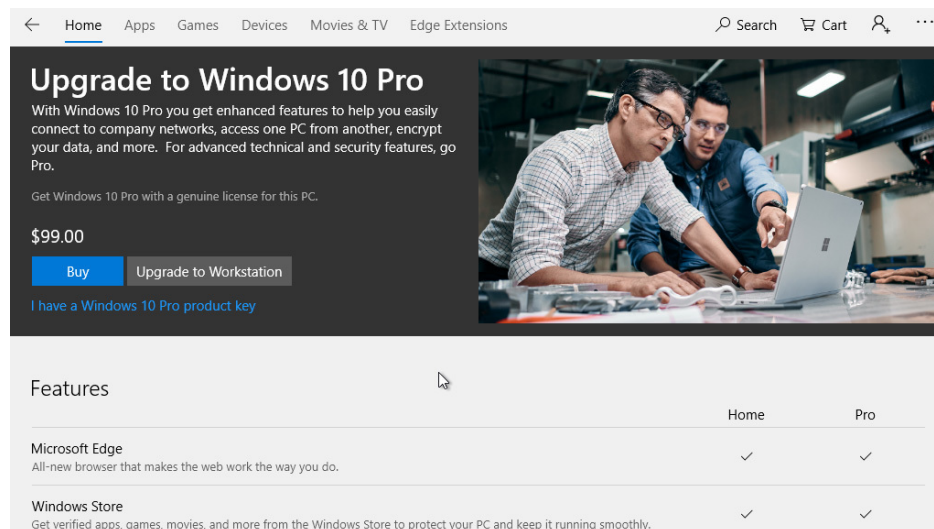 Home Apps Games Devices Movies & TV Edge Extensions Search Cart
Upgrade to Windows 10 Pro
With Windows 10 Pro you get enhanced features to help you easily
connect to company networks, access one PC from another, encrypt
your data, and more. For advanced technical and security features, go
Pro.
Get Windows 10 Pro with a genuine license for this PC.
$99.00
Buy Upgrade to Workstation
I have a Windows 10 Pro product key
Features
Home Pro
Microsoft Edge
All-new browser that makes the web work the way you do.
Windows Store
Get verified apps, games, movies, and more from the Windows Store to protect your PC and keep it running smoothly.